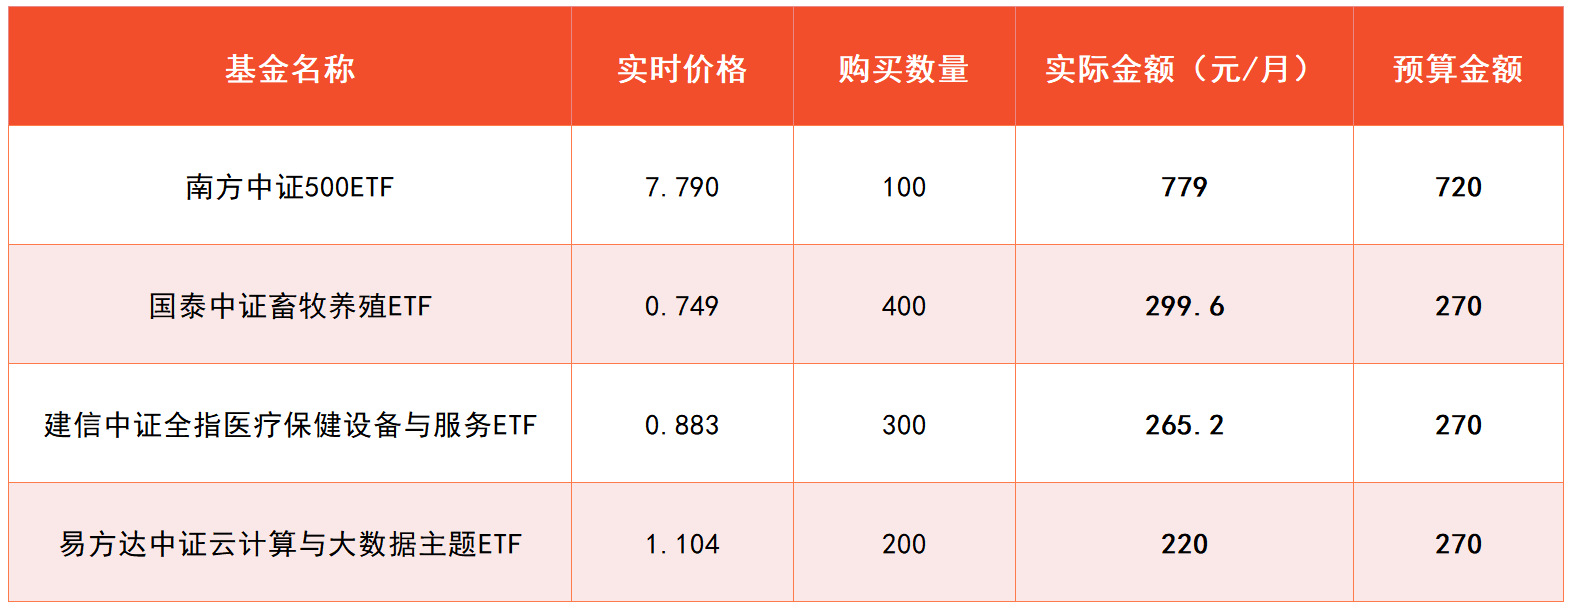 基金名称 实时价格 购买数量 实际金额（元/月） 预算金额
南方中证500ETF 7.790 100 779 720
国泰中证畜牧养殖ETF 0.749 400 299.6 270
建信中证全指医疗保健设备与服务ETF 0.883 300 265.2 270
易方达中证云计算与大数据主题ETF 1.104 200 220 270